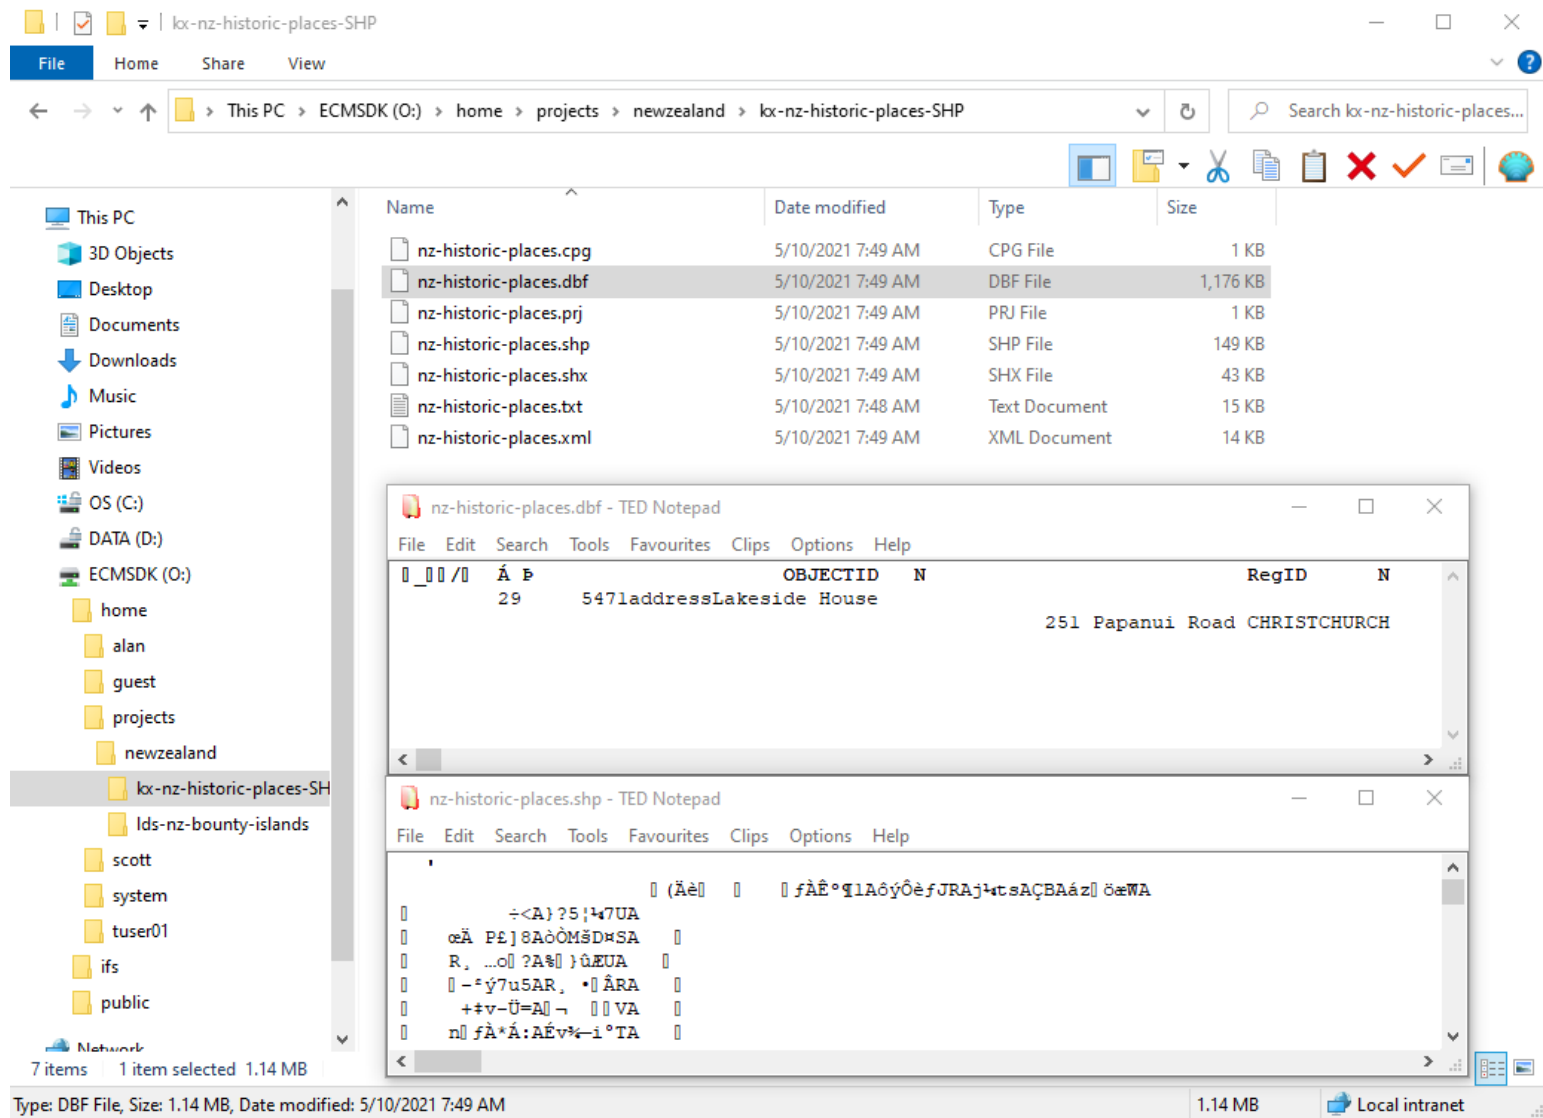 kx-nz-historic-places-SHP
File Home Share View
This PC > ECMSDK (O:) > home > projects > newzealand > kx-nz-historic-places-SHP
Search kx-nz-historic-places...
This PC
3D Objects
Desktop
Documents
Downloads
Music
Pictures
Videos
OS (C:)
DATA (D:)
ECMSDK (O:)
home
alan
guest
projects
newzealand
kx-nz-historic-places-SH
lds-nz-bounty-islands
scott
system
tuser01
ifs
public
Network
Name Date modified Type Size
nz-historic-places.cpg 5/10/2021 7:49 AM CPG File 1 KB
nz-historic-places.dbf 5/10/2021 7:49 AM DBF File 1,176 KB
nz-historic-places.prj 5/10/2021 7:49 AM PRJ File 1 KB
nz-historic-places.shp 5/10/2021 7:49 AM SHP File 149 KB
nz-historic-places.shx 5/10/2021 7:49 AM SHX File 43 KB
nz-historic-places.txt 5/10/2021 7:48 AM Text Document 15 KB
nz-historic-places.xml 5/10/2021 7:49 AM XML Document 14 KB
nz-historic-places.dbf - TED Notepad
File Edit Search Tools Favourites Clips Options Help
Á Þ OBJECTID N RegID N
29 5471addressLakeside House
251 Papanui Road CHRISTCHURCH
nz-historic-places.shp - TED Notepad
File Edit Search Tools Favourites Clips Options Help
7 items 1 item selected 1.14 MB
Type: DBF File, Size: 1.14 MB, Date modified: 5/10/2021 7:49 AM 1.14 MB Local intranet